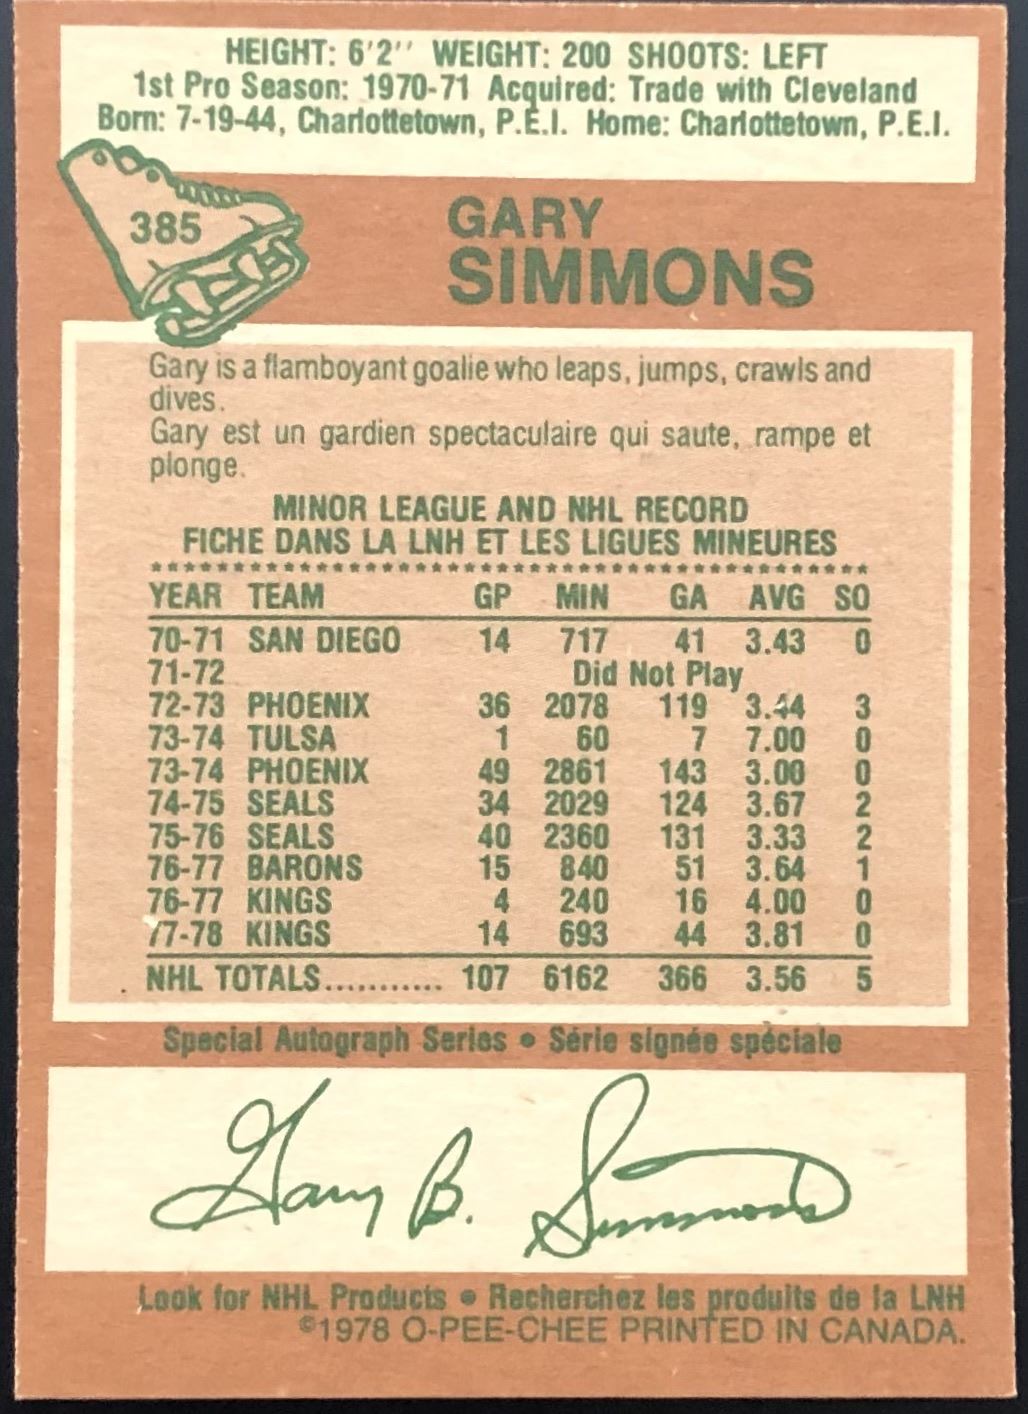 HEIGHT: 6'2'' WEIGHT: 200 SHOOTS: LEFT
1st Pro Season: 1970-71 Acquired: Trade with Cleveland
Born: 7-19-44, Charlottetown, P.E.I. Home: Charlottetown, P.E.I.
385
GARY
SIMMONS
Gary is a flamboyant goalie who leaps, jumps, crawls and
dives.
Gary est un gardien spectaculaire qui saute, rampe et
plonge.
MINOR LEAGUE AND NHL RECORD
FICHE DANS LA LNH ET LES LIGUES MINEURES
YEAR TEAM GP MIN GA AVG SO
70-71 SAN DIEGO 14 717 41 3.43 0
71-72 Did Not Play
72-73 PHOENIX 36 2078 119 3.44 3
73-74 TULSA 1 60 7 7.00 0
73-74 PHOENIX 49 2861 143 3.00 0
74-75 SEALS 34 2029 124 3.67 2
75-76 SEALS 40 2360 131 3.33 2
76-77 BARONS 15 840 51 3.64 1
76-77 KINGS 4 240 16 4.00 0
77-78 KINGS 14 693 44 3.81 0
NHL TOTALS........... 107 6162 366 3.56 5
Special Autograph Series • Série signée spéciale
Gary B. Simmons
Look for NHL Products • Recherchez les produits de la LNH
©1978 O-PEE-CHEE PRINTED IN CANADA.